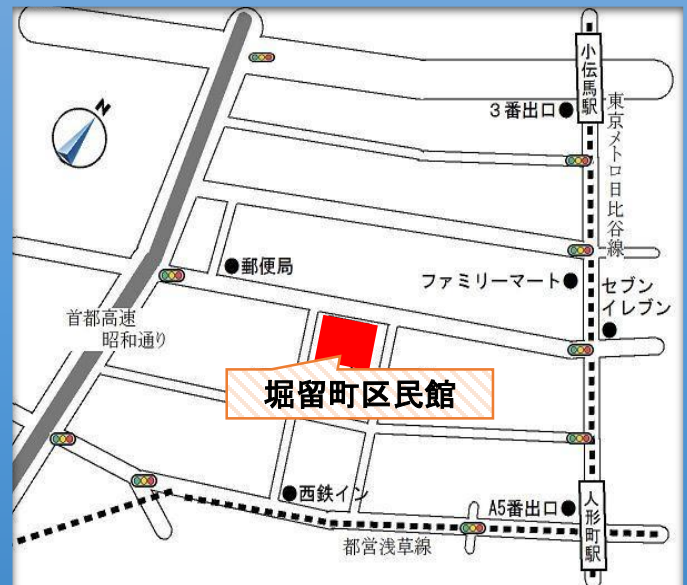 N
小伝馬駅
3番出口
東京メトロ日比谷線
郵便局
ファミリーマート
セブン
イレブン
首都高速
昭和通り
堀留町区民館
西鉄イン
A5番出口
人形町駅
都営浅草線